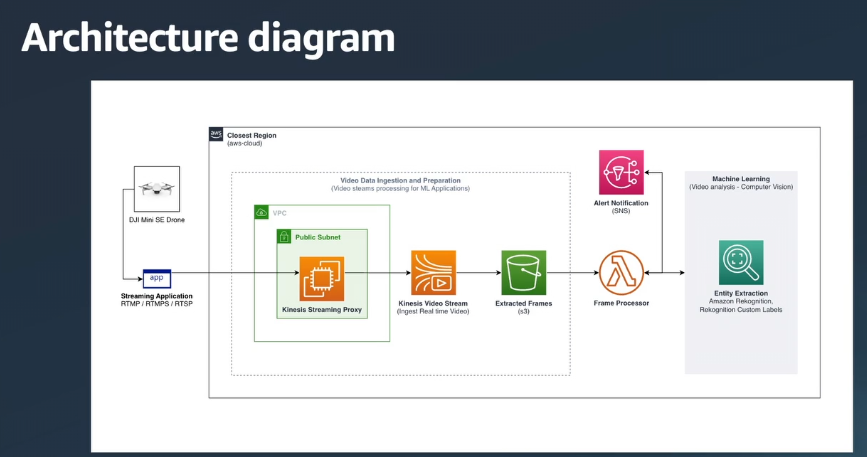 Architecture diagram
aws
Closest Region
(aws-cloud)
Video Data Ingestion and Preparation
(Video steams processing for ML Applications)
VPC
Public Subnet
Kinesis Streaming Proxy
DJI Mini SE Drone
app
Streaming Application
RTMP / RTMPS / RTSP
Kinesis Video Stream
(Ingest Real time Video)
Extracted Frames
(s3)
Alert Notification
(SNS)
Frame Processor
Machine Learning
(Video analysis - Computer Vision)
Entity Extraction
Amazon Rekognition,
Rekognition Custom Labels